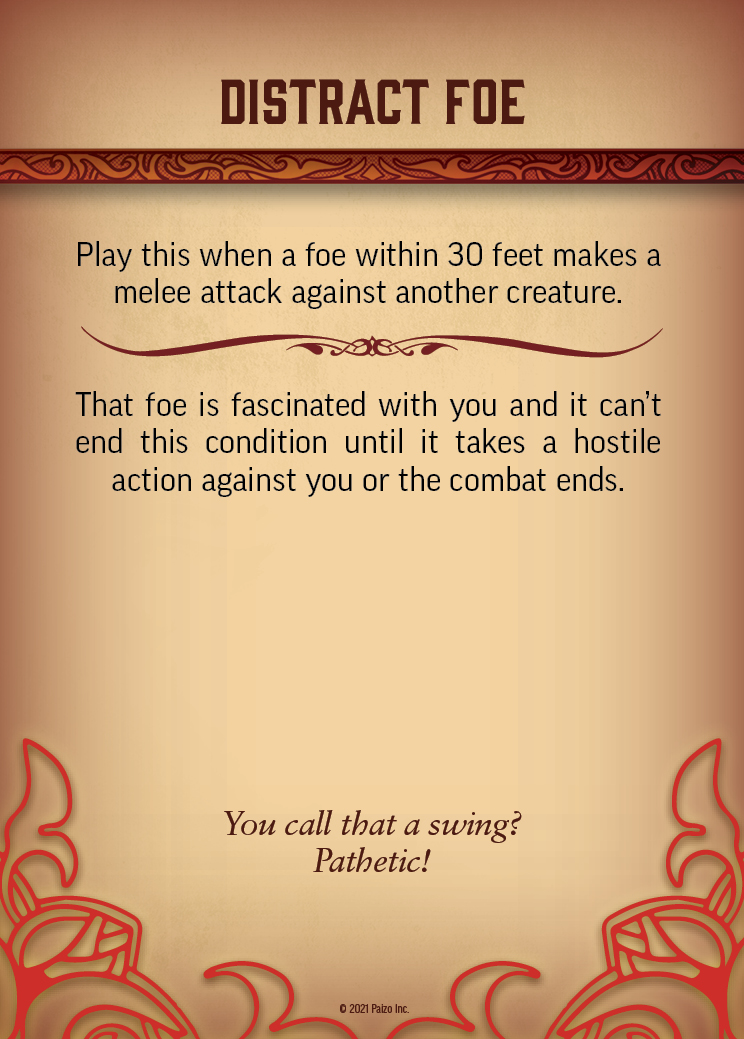 DISTRACT FOE
Play this when a foe within 30 feet makes a
melee attack against another creature.
That foe is fascinated with you and it can’t
end this condition until it takes a hostile
action against you or the combat ends.
You call that a swing?
Pathetic!
© 2021 Paizo Inc.